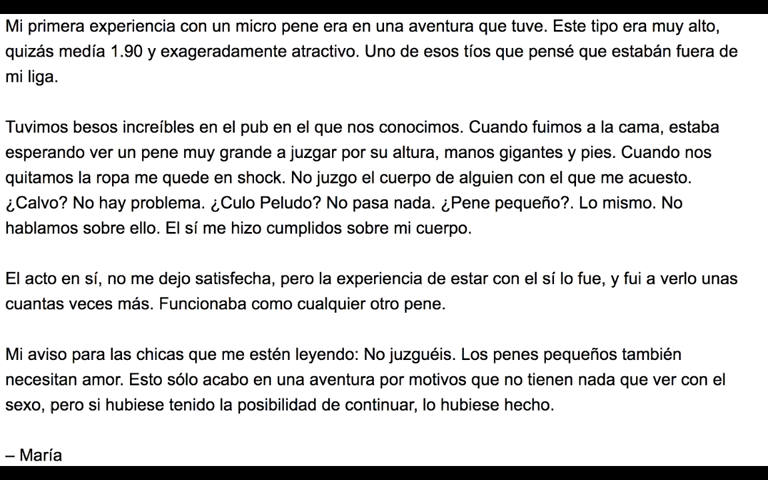 Mi primera experiencia con un micro pene era en una aventura que tuve. Este tipo era muy alto,
quizás medía 1.90 y exageradamente atractivo. Uno de esos tíos que pensé que estabán fuera de
mi liga.
Tuvimos besos increíbles en el pub en el que nos conocimos. Cuando fuimos a la cama, estaba
esperando ver un pene muy grande a juzgar por su altura, manos gigantes y pies. Cuando nos
quitamos la ropa me quede en shock. No juzgo el cuerpo de alguien con el que me acuesto.
¿Calvo? No hay problema. ¿Culo Peludo? No pasa nada. ¿Pene pequeño?. Lo mismo. No
hablamos sobre ello. El sí me hizo cumplidos sobre mi cuerpo.
El acto en sí, no me dejo satisfecha, pero la experiencia de estar con el sí lo fue, y fui a verlo unas
cuantas veces más. Funcionaba como cualquier otro pene.
Mi aviso para las chicas que me estén leyendo: No juzguéis. Los penes pequeños también
necesitan amor. Esto sólo acabo en una aventura por motivos que no tienen nada que ver con el
sexo, pero si hubiese tenido la posibilidad de continuar, lo hubiese hecho.
– María